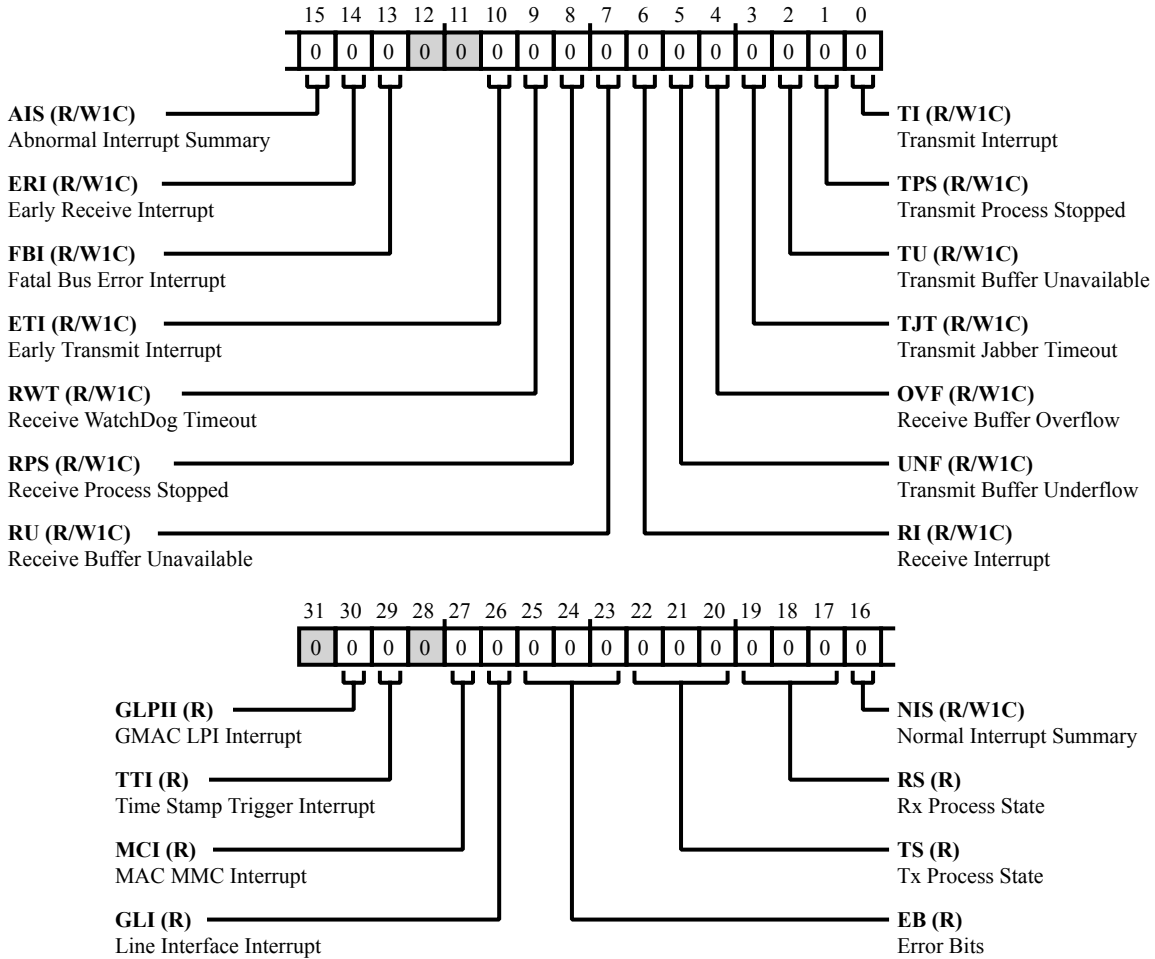 15 14 13 12 11 10 9 8 7 6 5 4 3 2 1 0
0 0 0 0 0 0 0 0 0 0 0 0 0 0 0 0
AIS (R/W1C)
Abnormal Interrupt Summary
ERI (R/W1C)
Early Receive Interrupt
FBI (R/W1C)
Fatal Bus Error Interrupt
ETI (R/W1C)
Early Transmit Interrupt
RWT (R/W1C)
Receive WatchDog Timeout
RPS (R/W1C)
Receive Process Stopped
RU (R/W1C)
Receive Buffer Unavailable
TI (R/W1C)
Transmit Interrupt
TPS (R/W1C)
Transmit Process Stopped
TU (R/W1C)
Transmit Buffer Unavailable
TJT (R/W1C)
Transmit Jabber Timeout
OVF (R/W1C)
Receive Buffer Overflow
UNF (R/W1C)
Transmit Buffer Underflow
RI (R/W1C)
Receive Interrupt
31 30 29 28 27 26 25 24 23 22 21 20 19 18 17 16
0 0 0 0 0 0 0 0 0 0 0 0 0 0 0 0
GLPII (R)
GMAC LPI Interrupt
TTI (R)
Time Stamp Trigger Interrupt
MCI (R)
MAC MMC Interrupt
GLI (R)
Line Interface Interrupt
NIS (R/W1C)
Normal Interrupt Summary
RS (R)
Rx Process State
TS (R)
Tx Process State
EB (R)
Error Bits